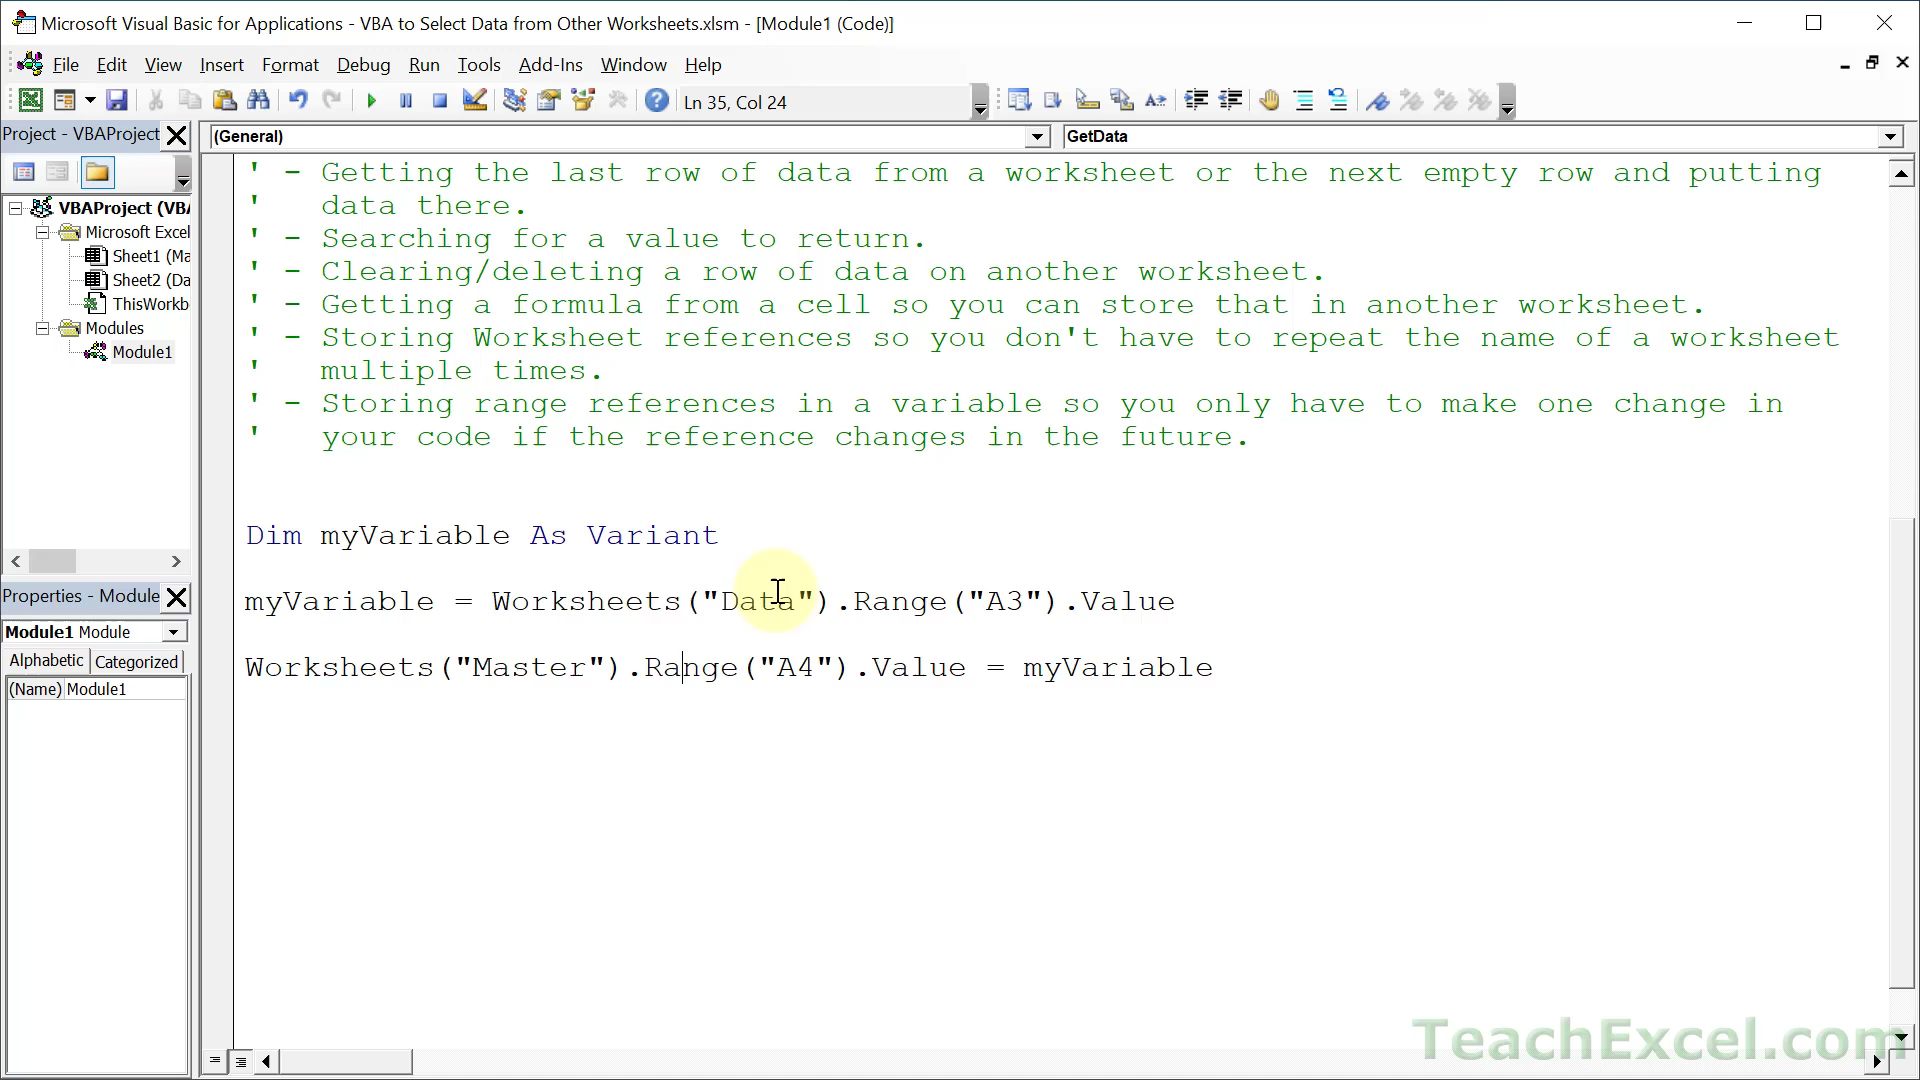 Microsoft Visual Basic for Applications - VBA to Select Data from Other Worksheets.xlsm - [Module1 (Code)]
File Edit View Insert Format Debug Run Tools Add-Ins Window Help
Ln 35, Col 24
Project - VBAProject
(General)
GetData
VBAProject (VBA
Microsoft Excel
Sheet1 (Ma
Sheet2 (Da
ThisWorkb
Modules
Module1
Properties - Module
Module1 Module
Alphabetic Categorized
(Name) Module1
' - Getting the last row of data from a worksheet or the next empty row and putting
'   data there.
' - Searching for a value to return.
' - Clearing/deleting a row of data on another worksheet.
' - Getting a formula from a cell so you can store that in another worksheet.
' - Storing Worksheet references so you don't have to repeat the name of a worksheet
'   multiple times.
' - Storing range references in a variable so you only have to make one change in
'   your code if the reference changes in the future.
Dim myVariable As Variant
myVariable = Worksheets("Data").Range("A3").Value
Worksheets("Master").Range("A4").Value = myVariable
TeachExcel.com